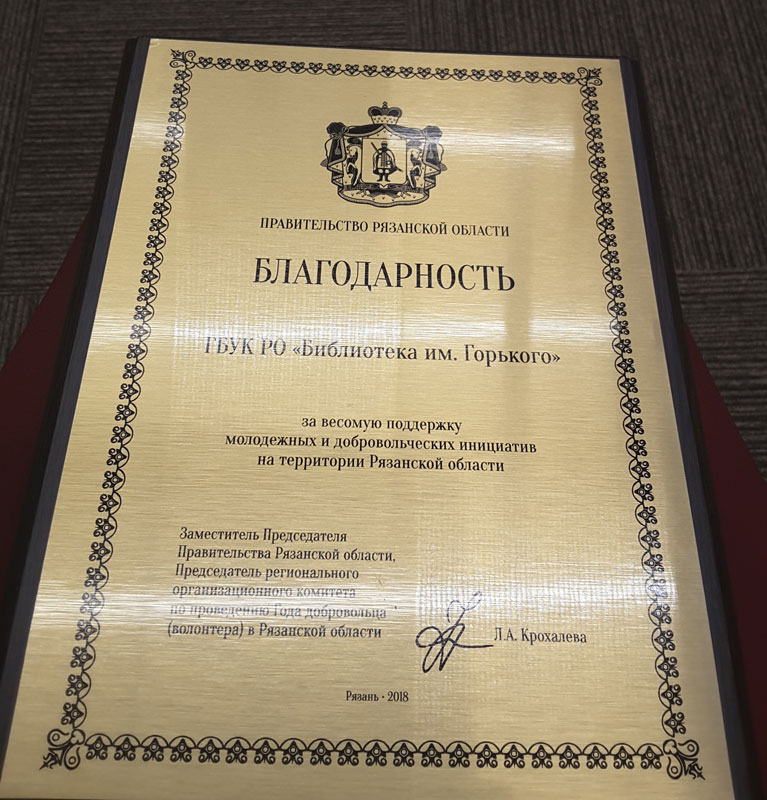 ПРАВИТЕЛЬСТВО РЯЗАНСКОЙ ОБЛАСТИ
БЛАГОДАРНОСТЬ
ГБУК РО «Библиотека им. Горького»
за весомую поддержку
молодежных и добровольческих инициатив
на территории Рязанской области
Заместитель Председателя
Правительства Рязанской области,
Председатель регионального
организационного комитета
по проведению Года добровольца
(волонтера) в Рязанской области
Л.А. Крохалева
Рязань · 2018